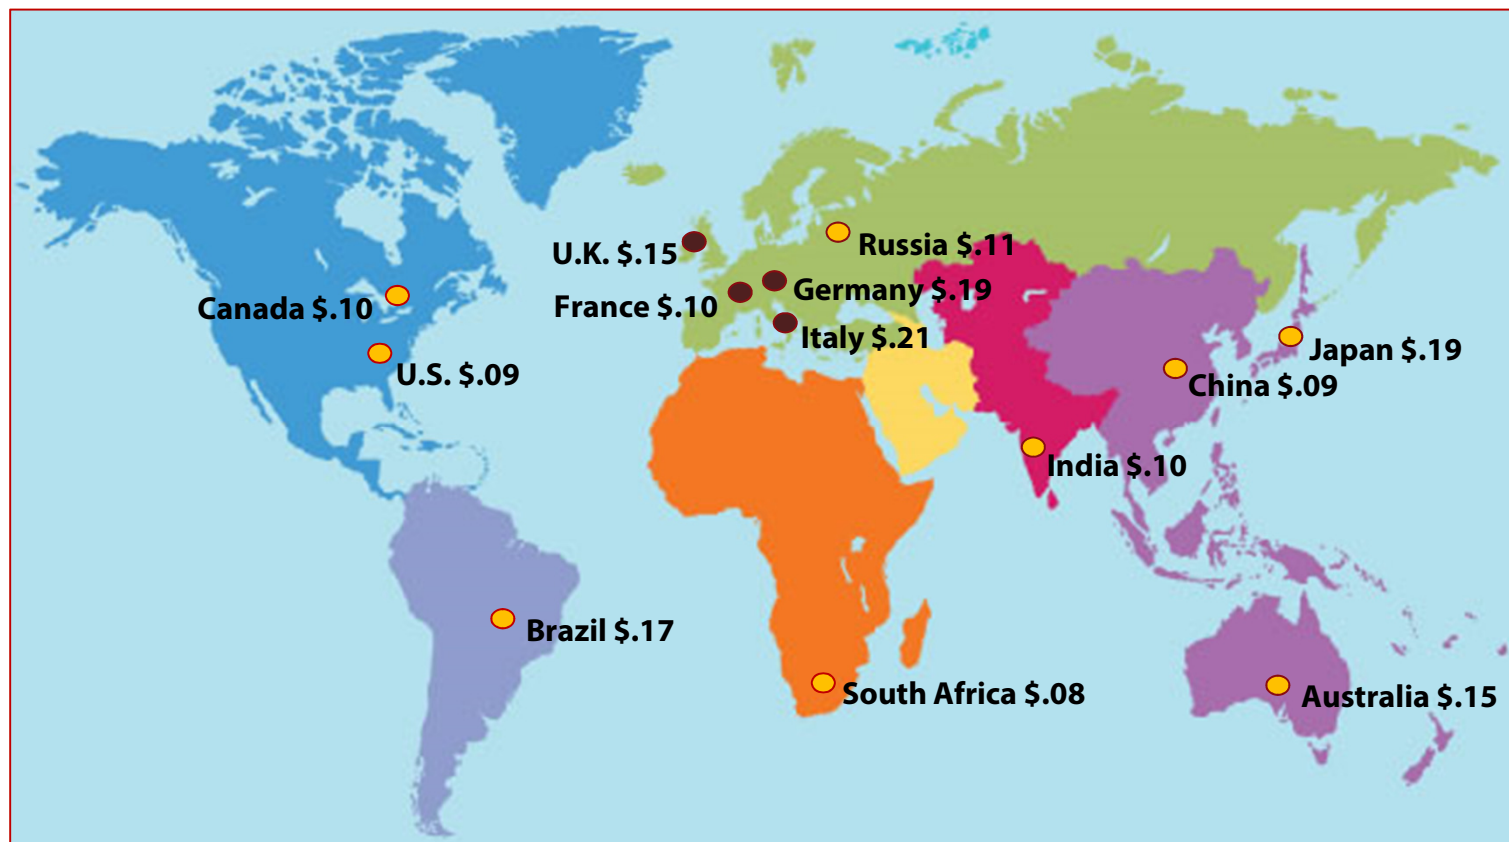 U.K. $.15
Russia $.11
Germany $.19
Canada $.10
France $.10
Italy $.21
Japan $.19
U.S. $.09
China $.09
India $.10
Brazil $.17
South Africa $.08
Australia $.15